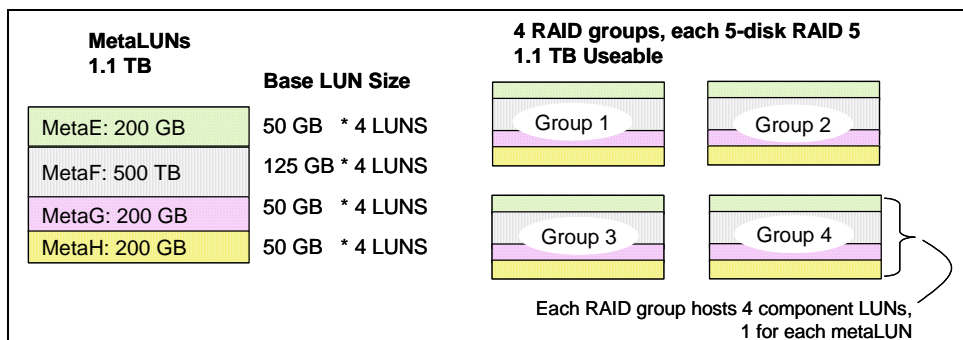 MetaLUNs
1.1 TB
Base LUN Size
MetaE: 200 GB
50 GB * 4 LUNS
MetaF: 500 TB
125 GB * 4 LUNS
MetaG: 200 GB
50 GB * 4 LUNS
MetaH: 200 GB
50 GB * 4 LUNS
4 RAID groups, each 5-disk RAID 5
1.1 TB Useable
Group 1
Group 2
Group 3
Group 4
Each RAID group hosts 4 component LUNs,
1 for each metaLUN